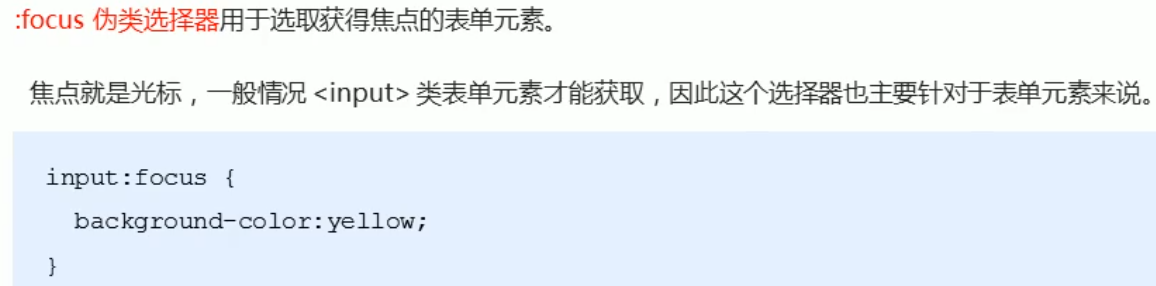 :focus 伪类选择器用于选取获得焦点的表单元素。
焦点就是光标，一般情况 <input> 类表单元素才能获取，因此这个选择器也主要针对于表单元素来说。
input:focus {
  background-color:yellow;
}